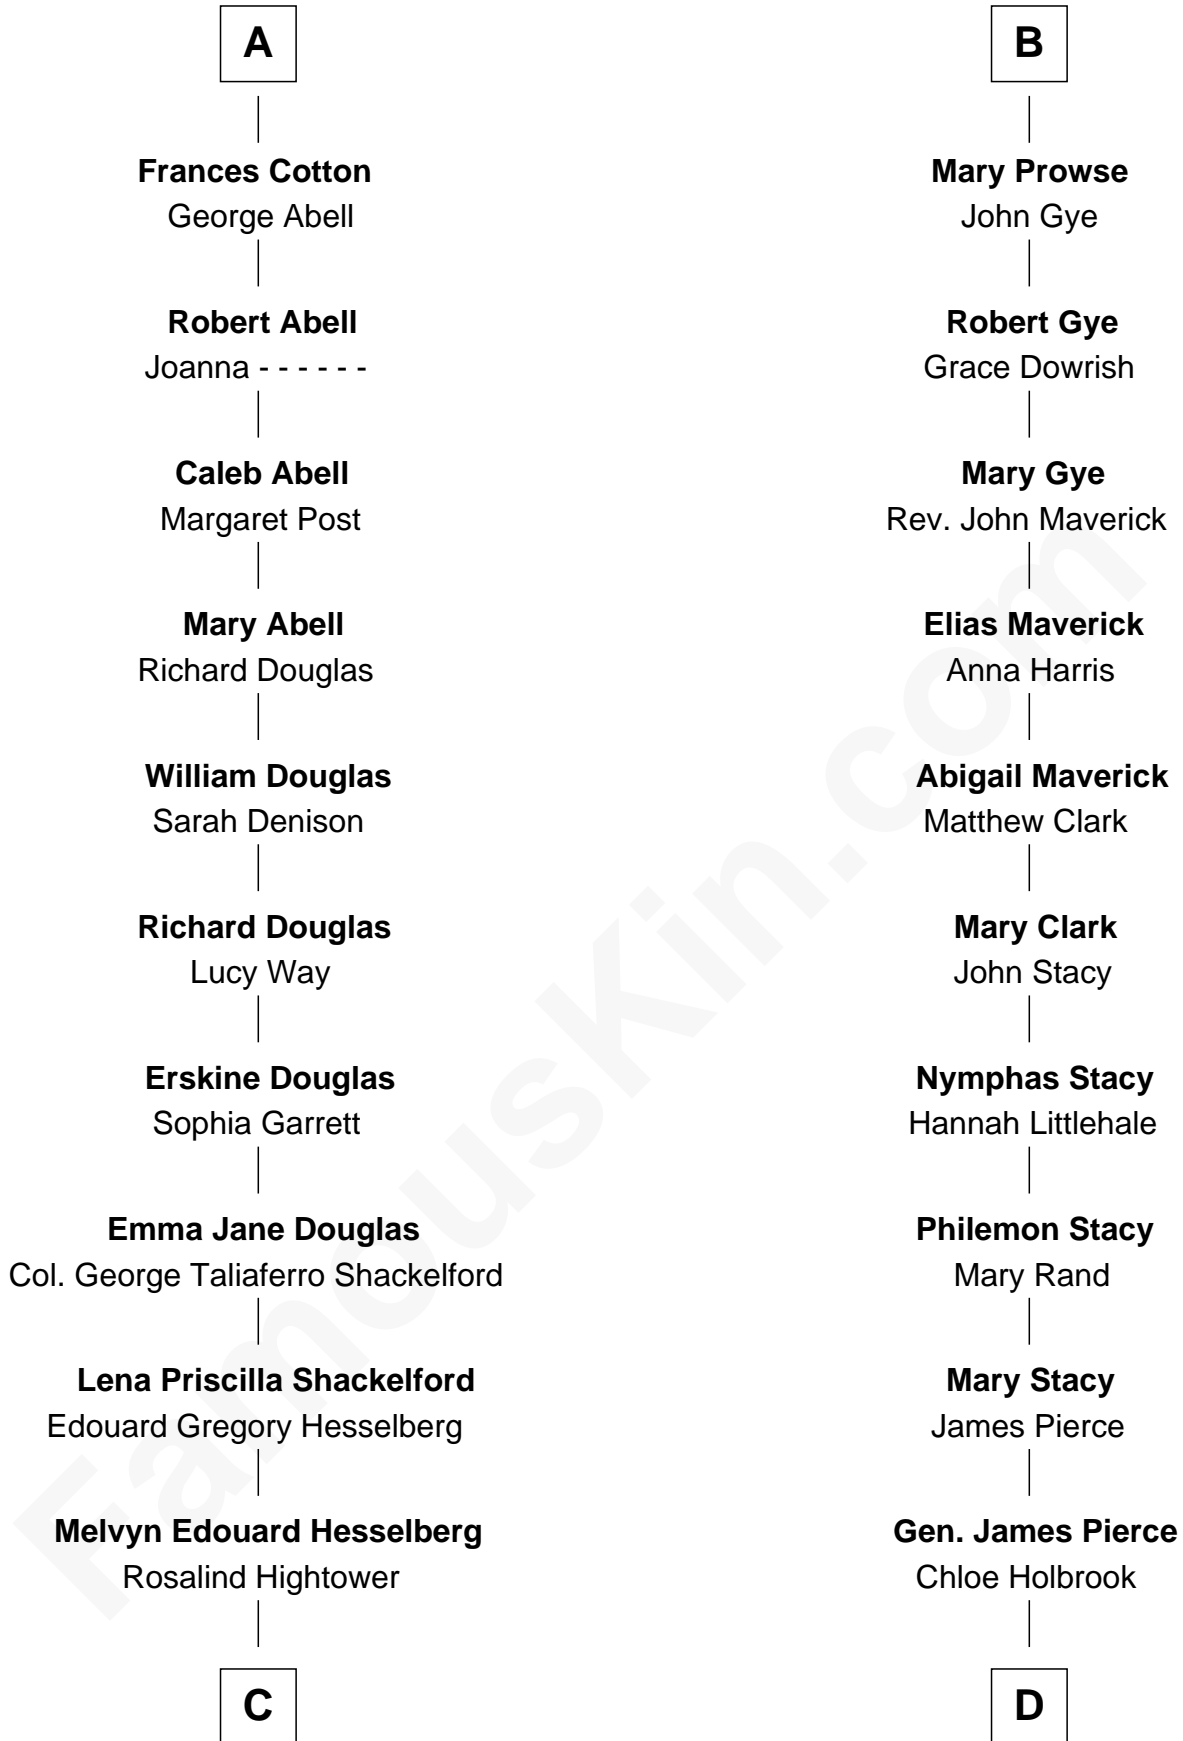 A
Frances Cotton
George Abell
Robert Abell
Joanna - - - - - -
Caleb Abell
Margaret Post
Mary Abell
Richard Douglas
William Douglas
Sarah Denison
Richard Douglas
Lucy Way
Erskine Douglas
Sophia Garrett
Emma Jane Douglas
Col. George Taliaferro Shackelford
Lena Priscilla Shackelford
Edouard Gregory Hesselberg
Melvyn Edouard Hesselberg
Rosalind Hightower
C
B
Mary Prowse
John Gye
Robert Gye
Grace Dowrish
Mary Gye
Rev. John Maverick
Elias Maverick
Anna Harris
Abigail Maverick
Matthew Clark
Mary Clark
John Stacy
Nymphas Stacy
Hannah Littlehale
Philemon Stacy
Mary Rand
Mary Stacy
James Pierce
Gen. James Pierce
Chloe Holbrook
D
FamousKin.com